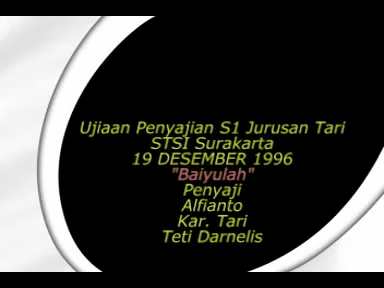 Ujiaan Penyajian S1 Jurusan Tari
STSI Surakarta
19 DESEMBER 1996
"Baiyulah"
Penyaji
Alfianto
Kar. Tari
Teti Darnelis